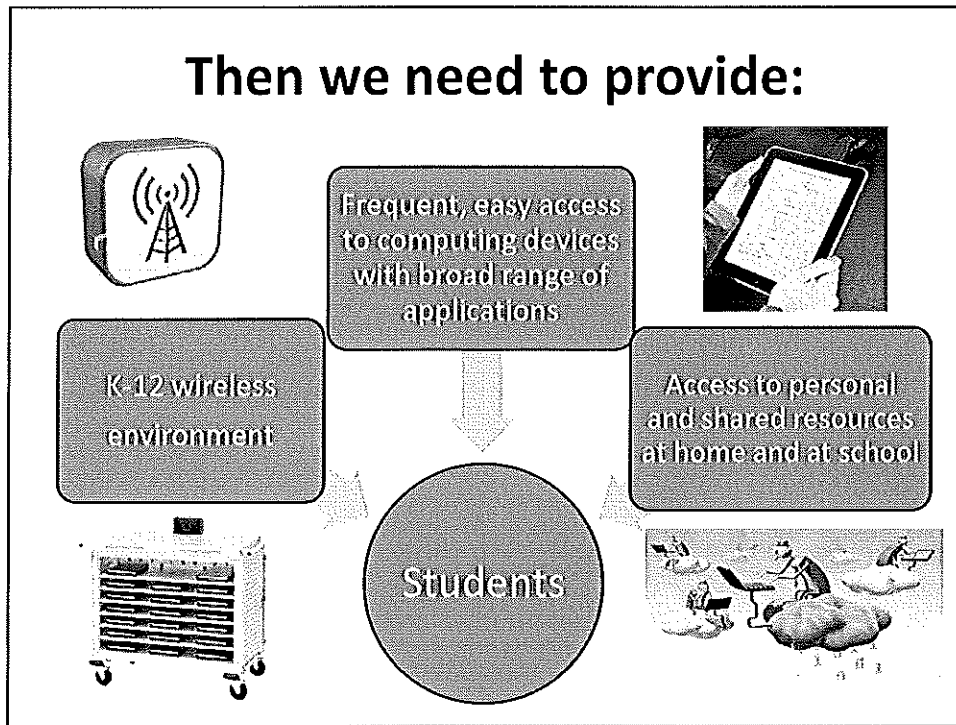 Then we need to provide:
Frequent, easy access
to computing devices
with broad range of
applications
K-12 wireless
environment
Access to personal
and shared resources
at home and at school
Students